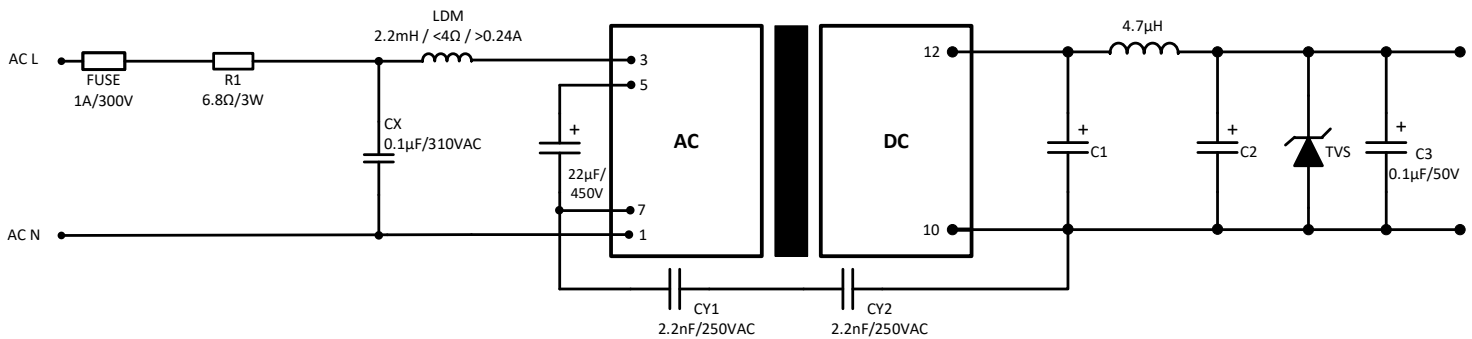 LDM
2.2mH / <4Ω / >0.24A
4.7µH
AC L
FUSE
1A/300V
R1
6.8Ω/3W
3
5
12
CX
0.1µF/310VAC
+
22µF/
450V
AC
DC
+
C1
+
C2
TVS
+
C3
0.1µF/50V
7
1
10
AC N
CY1
2.2nF/250VAC
CY2
2.2nF/250VAC